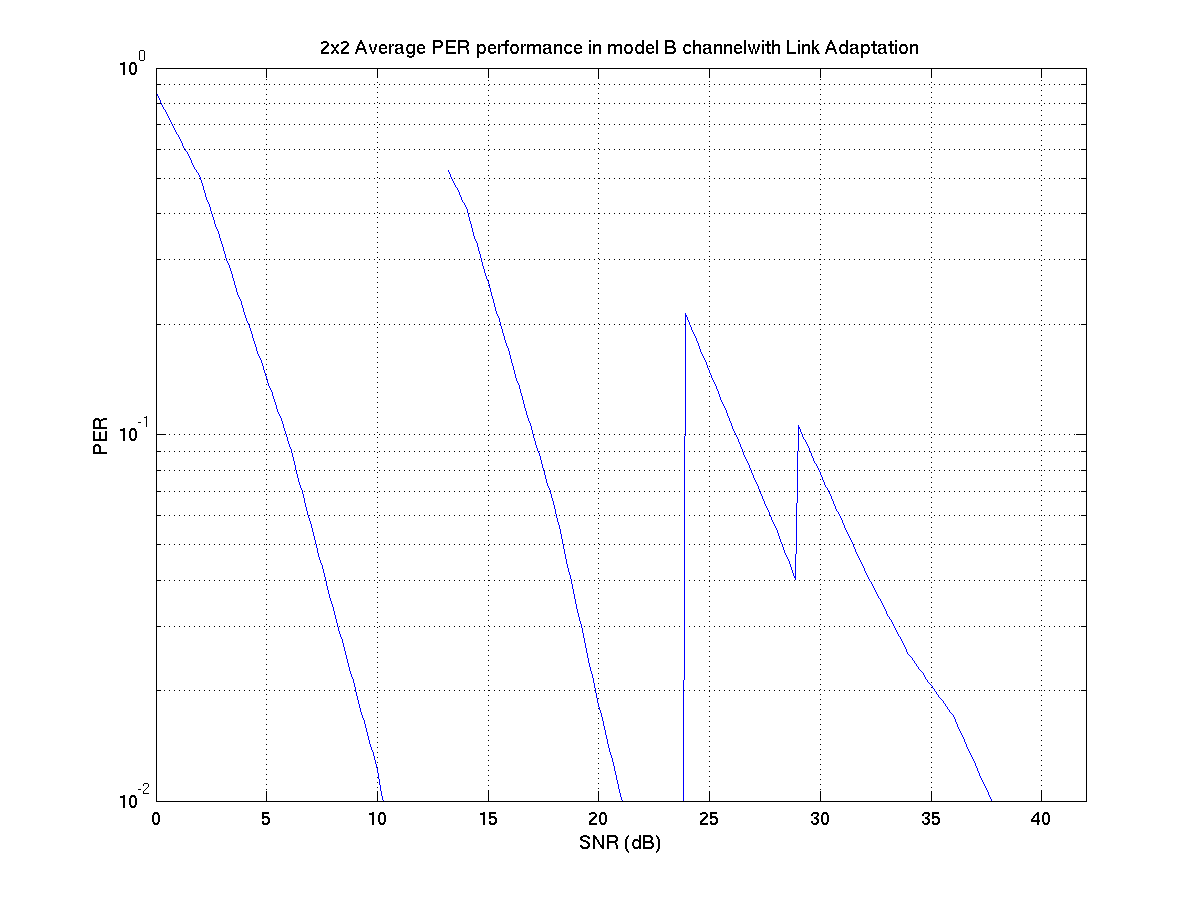 2x2 Average PER performance in model B channelwith Link Adaptation
10^0
10^-1
10^-2
PER
0 5 10 15 20 25 30 35 40
SNR (dB)